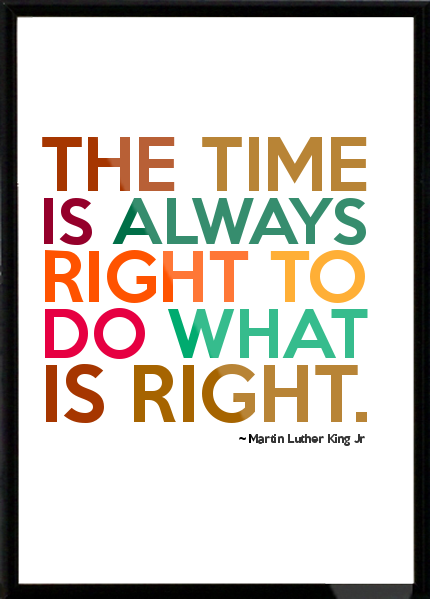 THE TIME
IS ALWAYS
RIGHT TO
DO WHAT
IS RIGHT.
~ Martin Luther King Jr